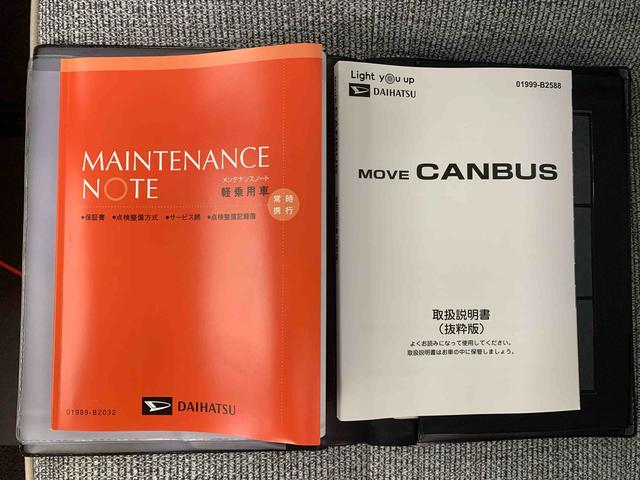 MAINTENANCE
NOTE
メンテナンスノート
軽乗用車
常時
携行
●保証書 ●点検整備方式 ●サービス網 ●点検整備記録簿
01989-B2032
DAIHATSU
Light you up
DAIHATSU
01999-B2588
MOVE CANBUS
取扱説明書
（抜粋版）
よくお読みになって使用してください。
取扱説明書はお車の中に保管しましょう。